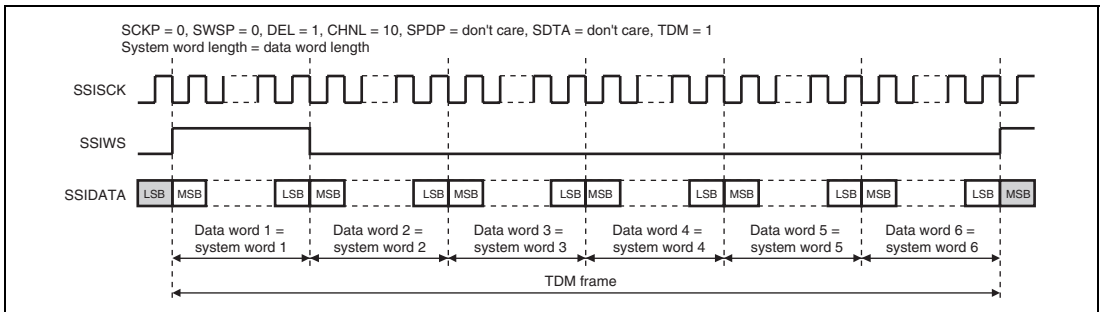 SCKP = 0, SWSP = 0, DEL = 1, CHNL = 10, SPDP = don't care, SDTA = don't care, TDM = 1
System word length = data word length
SSISCK
SSIWS
SSIDATA
LSB MSB LSB MSB LSB MSB LSB MSB LSB MSB LSB MSB LSB MSB
Data word 1 = system word 1
Data word 2 = system word 2
Data word 3 = system word 3
Data word 4 = system word 4
Data word 5 = system word 5
Data word 6 = system word 6
TDM frame